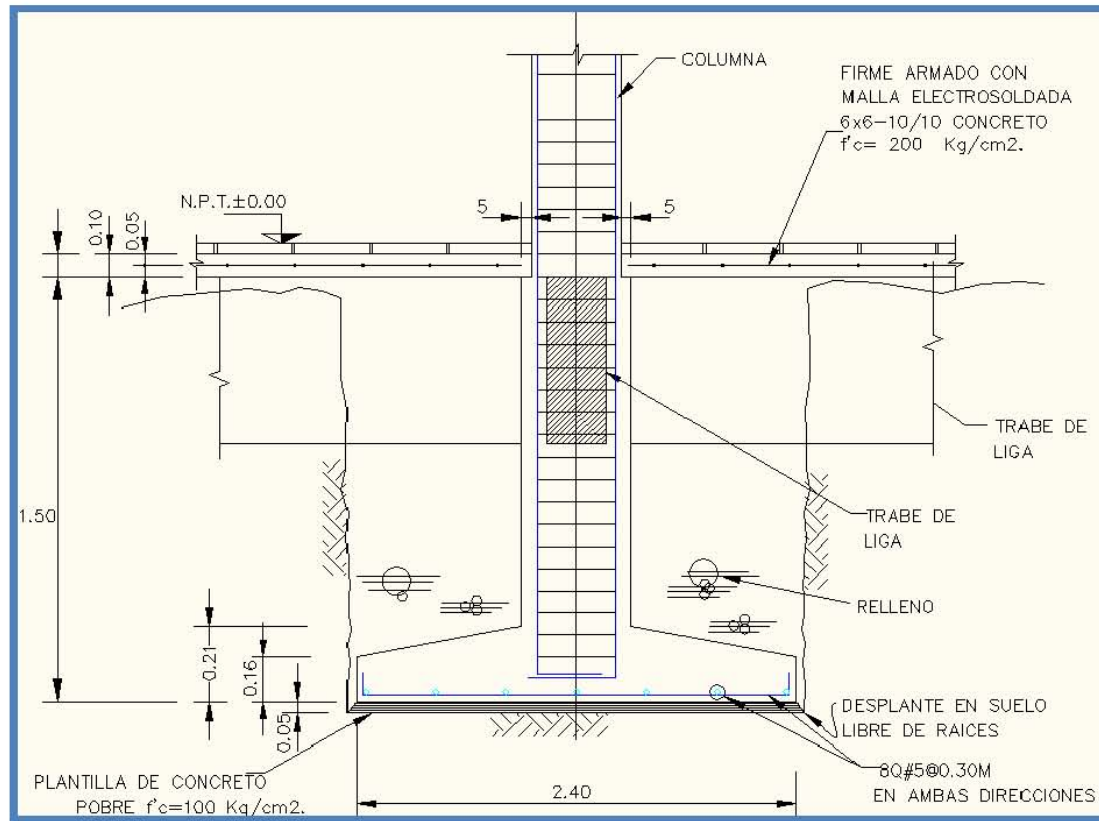 COLUMNA
FIRME ARMADO CON
MALLA ELECTROSOLDADA
6x6-10/10 CONCRETO
f'c= 200 Kg/cm2.
N.P.T.±0.00
5
5
0.10
0.05
1.50
TRABE DE
LIGA
TRABE DE
LIGA
RELLENO
0.21
0.16
0.05
DESPLANTE EN SUELO
LIBRE DE RAICES
PLANTILLA DE CONCRETO
POBRE f'c=100 Kg/cm2.
2.40
8Q#5@0.30M
EN AMBAS DIRECCIONES